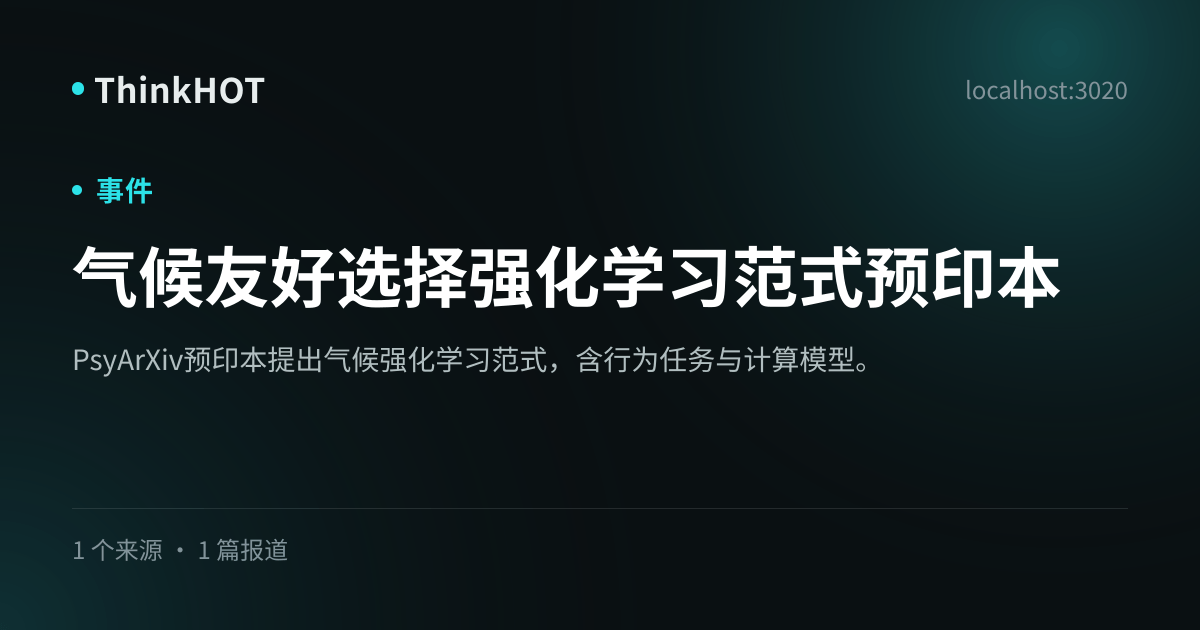 ThinkHOT
localhost:3020
事件
气候友好选择强化学习范式预印本
PsyArXiv预印本提出气候强化学习范式，含行为任务与计算模型。
1 个来源 · 1 篇报道